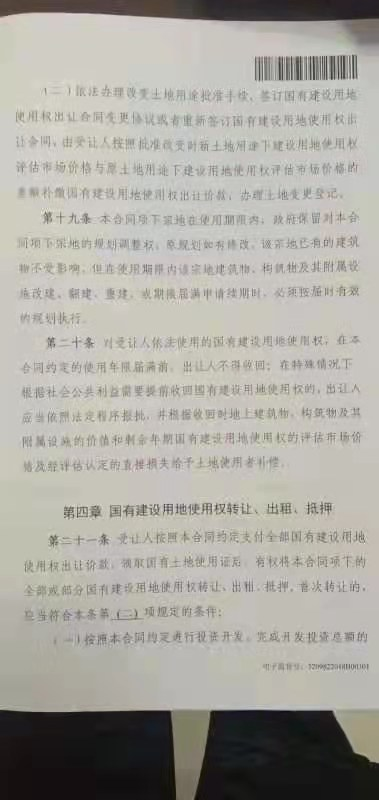 （二）依法办理改变土地用途批准手续，签订国有建设用地
使用权出让合同变更协议或者重新签订国有建设用地使用权出
让合同，由受让人按照批准改变时新土地用途下建设用地使用权
评估市场价格与原土地用途下建设用地使用权评估市场价格的
差额补缴国有建设用地使用权出让价款，办理土地变更登记。
第十九条 本合同项下宗地在使用期限内，政府保留对本合
同项下宗地的规划调整权，原规划如有修改，该宗地已有的建筑
物不受影响，但在使用期限内该宗地建筑物、构筑物及其附属设
施改建、翻建、重建，或期限届满申请续期时，必须按届时有效
的规划执行。
第二十条 对受让人依法使用的国有建设用地使用权，在本
合同约定的使用年限届满前，出让人不得收回；在特殊情况下，
根据社会公共利益需要提前收回国有建设用地使用权的，出让人
应当依照法定程序报批，并根据收回时地上建筑物、构筑物及其
附属设施的价值和剩余年期国有建设用地使用权的评估市场价
格及经评估认定的直接损失给予土地使用者补偿。
第四章 国有建设用地使用权转让、出租、抵押
第二十一条 受让人按照本合同约定支付全部国有建设用地
使用权出让价款，领取国有土地使用证后，有权将本合同项下的
全部或部分国有建设用地使用权转让、出租、抵押。首次转让的，
应当符合本条第（二）项规定的条件：
（一）按照本合同约定进行投资开发，完成开发投资总额的
电子监管号：